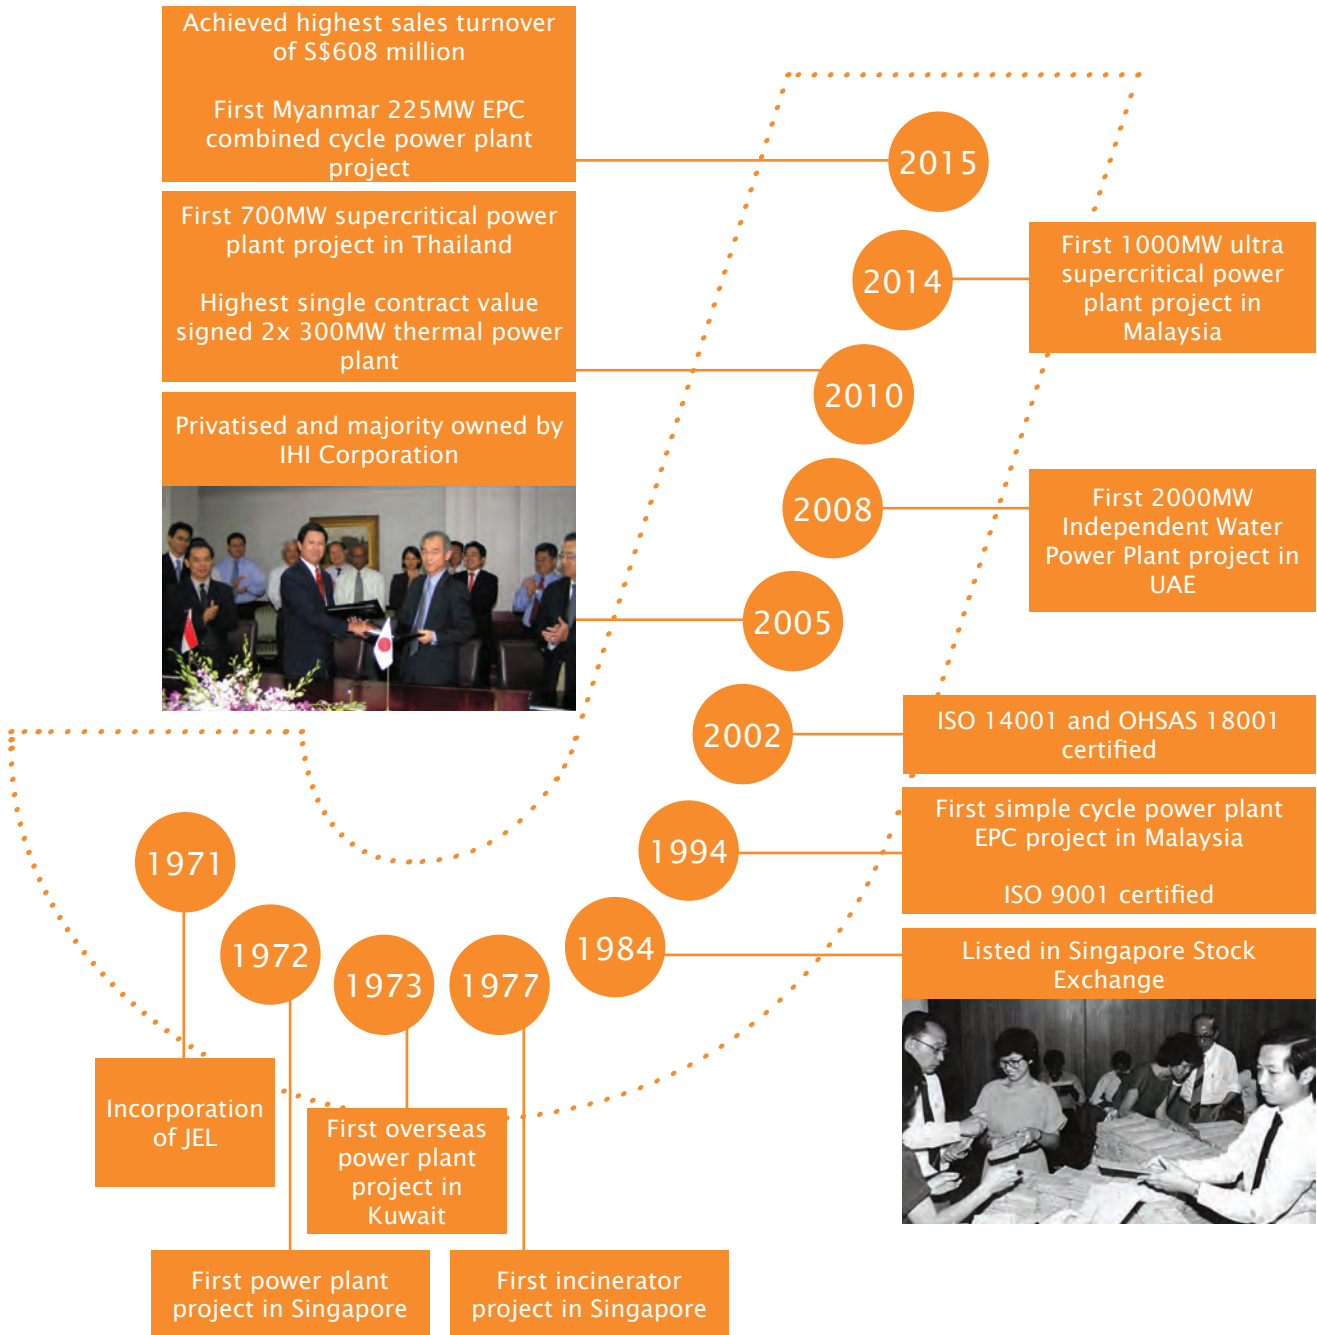 Achieved highest sales turnover
of S$608 million
First Myanmar 225MW EPC
combined cycle power plant
project
2015
First 700MW supercritical power
plant project in Thailand
Highest single contract value
signed 2x 300MW thermal power
plant
2014
First 1000MW ultra
supercritical power
plant project in
Malaysia
2010
Privatised and majority owned by
IHI Corporation
2008
First 2000MW
Independent Water
Power Plant project in
UAE
2005
2002
ISO 14001 and OHSAS 18001
certified
1994
First simple cycle power plant
EPC project in Malaysia
ISO 9001 certified
1971
1972
1973
1977
1984
Listed in Singapore Stock
Exchange
Incorporation
of JEL
First overseas
power plant
project in
Kuwait
First power plant
project in Singapore
First incinerator
project in Singapore